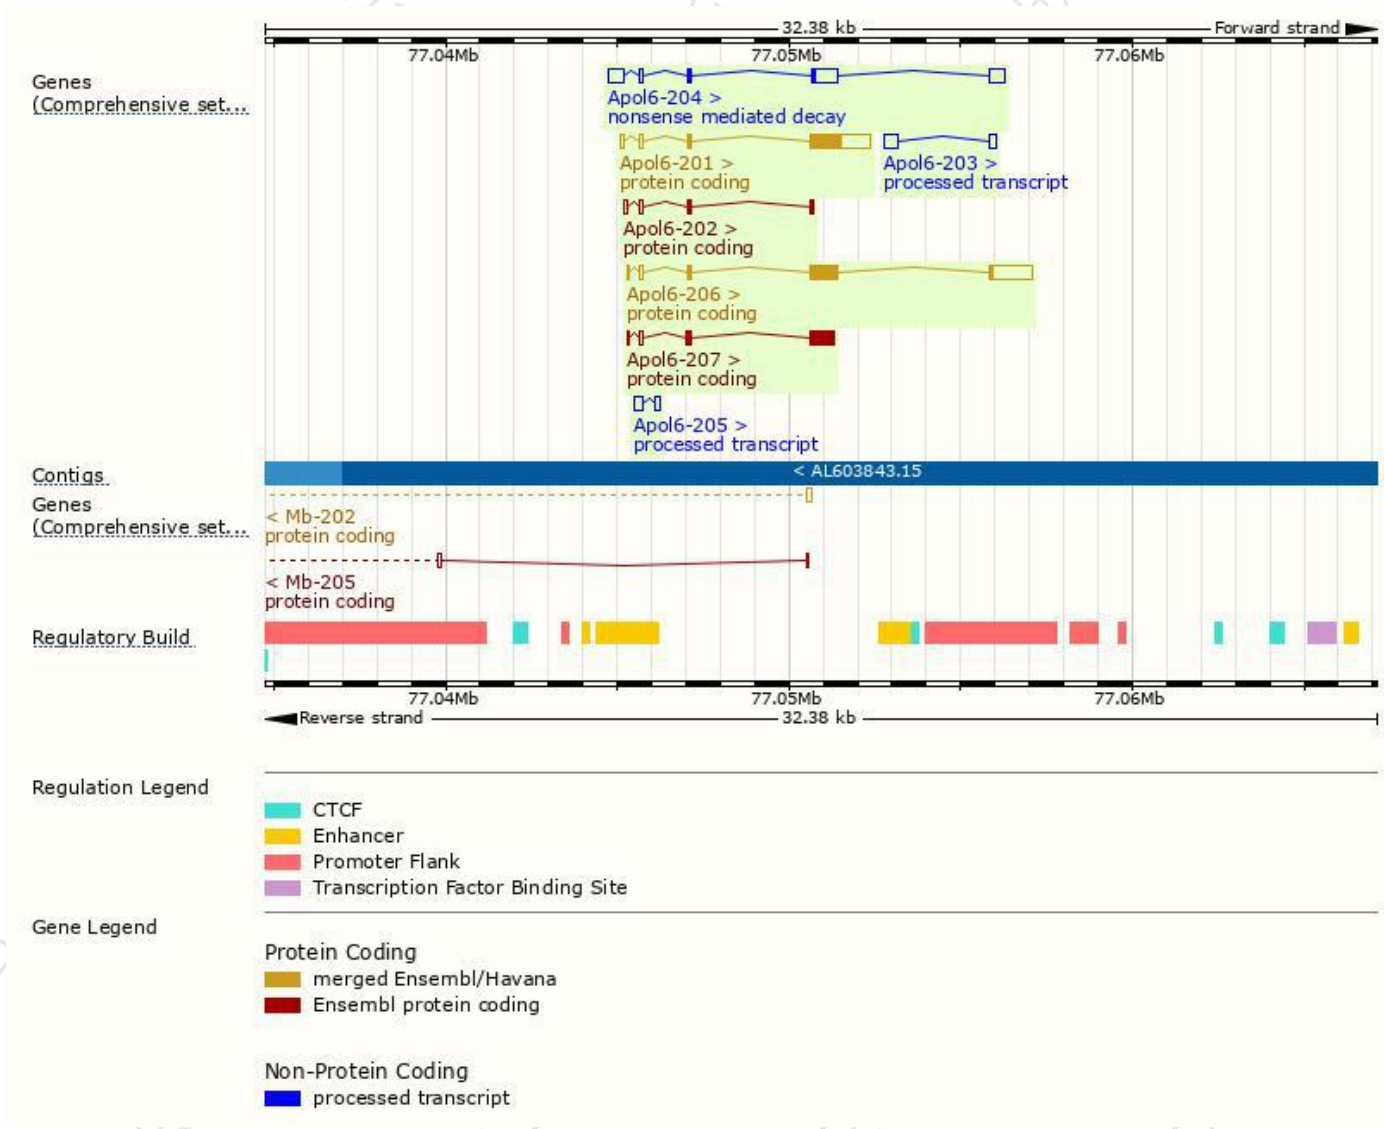 32.38 kb
Forward strand
77.04Mb 77.05Mb 77.06Mb
Genes
(Comprehensive set...
Apol6-204 >
nonsense mediated decay
Apol6-201 >
protein coding
Apol6-203 >
processed transcript
Apol6-202 >
protein coding
Apol6-206 >
protein coding
Apol6-207 >
protein coding
Apol6-205 >
processed transcript
Contigs
< AL603843.15
Genes
(Comprehensive set...
< Mb-202
protein coding
< Mb-205
protein coding
Regulatory Build
77.04Mb 77.05Mb 77.06Mb
Reverse strand
32.38 kb
Regulation Legend
CTCF
Enhancer
Promoter Flank
Transcription Factor Binding Site
Gene Legend
Protein Coding
merged Ensembl/Havana
Ensembl protein coding
Non-Protein Coding
processed transcript